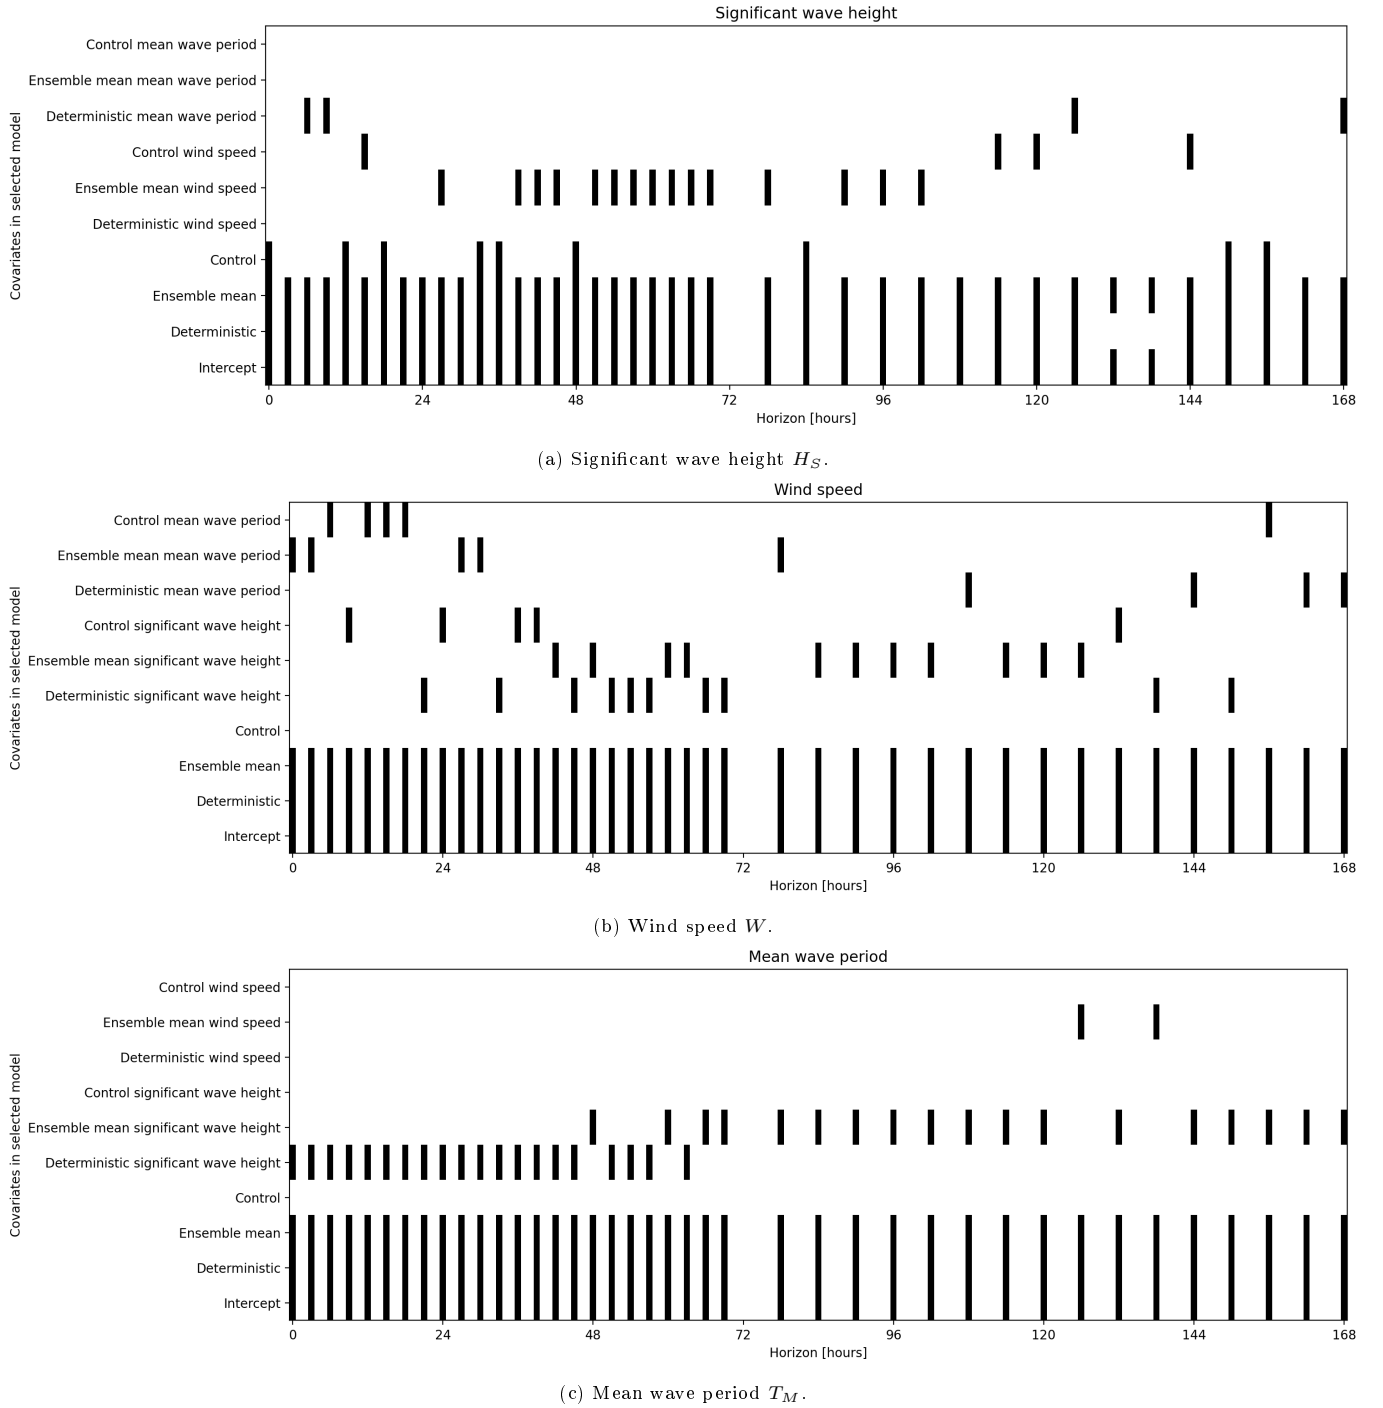 Significant wave height
Control mean wave period
Ensemble mean mean wave period
Deterministic mean wave period
Control wind speed
Ensemble mean wind speed
Deterministic wind speed
Control
Ensemble mean
Deterministic
Intercept
Covariates in selected model
0 24 48 72 96 120 144 168
Horizon [hours]
(a) Significant wave height H_S.
Wind speed
Control mean wave period
Ensemble mean mean wave period
Deterministic mean wave period
Control significant wave height
Ensemble mean significant wave height
Deterministic significant wave height
Control
Ensemble mean
Deterministic
Intercept
Covariates in selected model
0 24 48 72 96 120 144 168
Horizon [hours]
(b) Wind speed W.
Mean wave period
Control wind speed
Ensemble mean wind speed
Deterministic wind speed
Control significant wave height
Ensemble mean significant wave height
Deterministic significant wave height
Control
Ensemble mean
Deterministic
Intercept
Covariates in selected model
0 24 48 72 96 120 144 168
Horizon [hours]
(c) Mean wave period T_M.